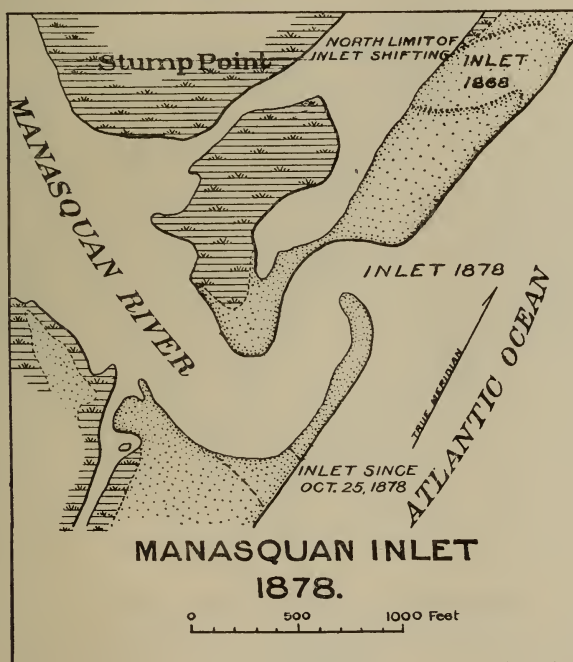 Stump Point
NORTH LIMIT OF
INLET SHIFTING
INLET
1868
MANASQUAN RIVER
INLET 1878
TRUE MERIDIAN
ATLANTIC OCEAN
INLET SINCE
OCT. 25, 1878
MANASQUAN INLET
1878.
0 500 1000 Feet